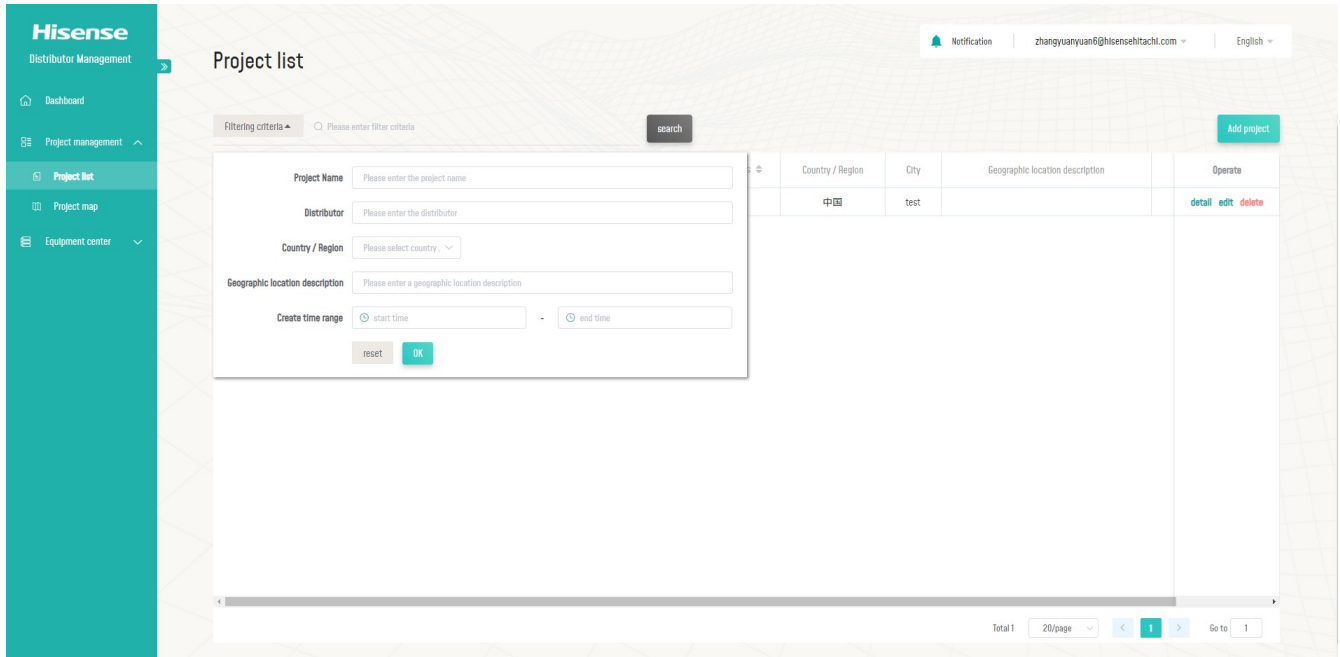 Hisense
Distributor Management
Dashboard
Project management
Project list
Project map
Equipment center
Project list
Notification
zhangyuanyuan6@hisensehitachi.com
English
Filtering criteria
Please enter filter criteria
search
Add project
Project Name
Please enter the project name
Distributor
Please enter the distributor
Country / Region
Please select country .
Geographic location description
Please enter a geographic location description
Create time range
start time
-
end time
reset
OK
Country / Region
City
Geographic location description
Operate
中国
test
detail edit delete
Total 1
20/page
<
1
>
Go to
1